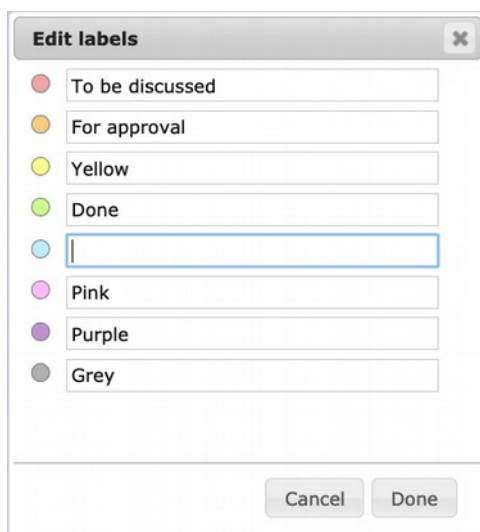 Edit labels
To be discussed
For approval
Yellow
Done
Pink
Purple
Grey
Cancel Done